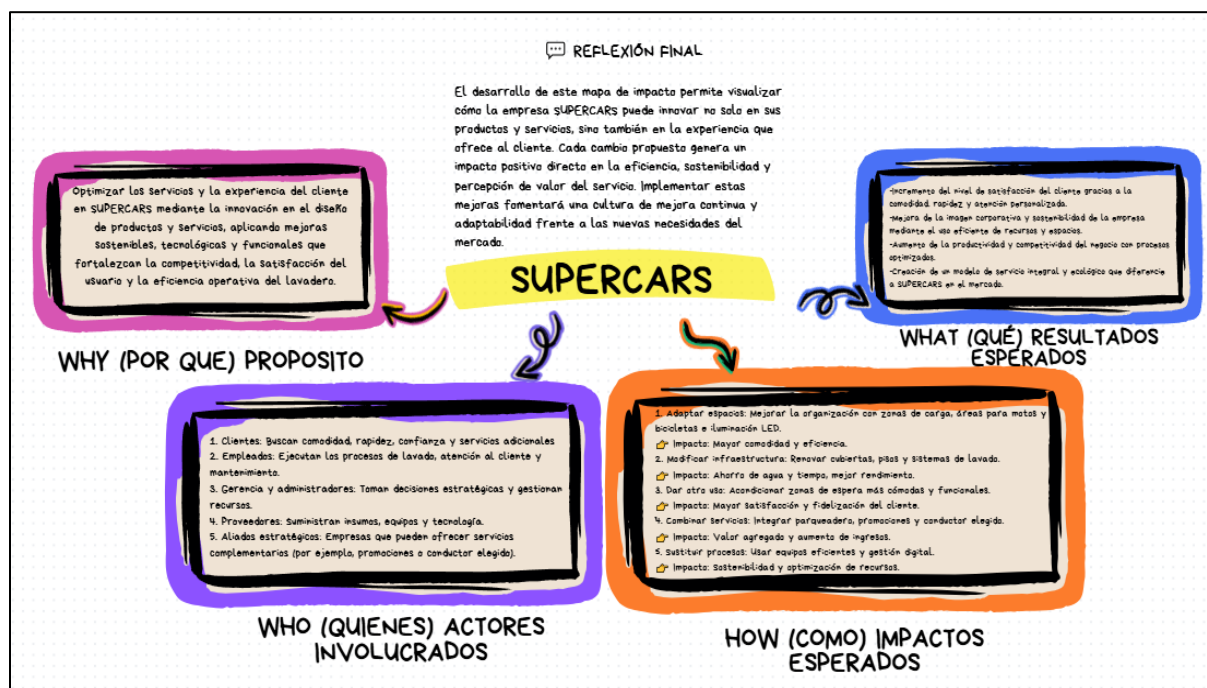 REFLEXIÓN FINAL
El desarrollo de este mapa de impacto permite visualizar
cómo la empresa SUPERCARS puede innovar no solo en sus
productos y servicios, sino también en la experiencia que
ofrece al cliente. Cada cambio propuesto genera un
impacto positivo directo en la eficiencia, sostenibilidad y
percepción de valor del servicio. Implementar estas
mejoras fomentará una cultura de mejora continua y
adaptabilidad frente a las nuevas necesidades del
mercado.
SUPERCARS
Optimizar los servicios y la experiencia del cliente
en SUPERCARS mediante la innovación en el diseño
de productos y servicios, aplicando mejoras
sostenibles, tecnológicas y funcionales que
fortalezcan la competitividad, la satisfacción del
usuario y la eficiencia operativa del lavadero.
WHY (POR QUE) PROPOSITO
-Incremento del nivel de satisfacción del cliente gracias a la
comodidad, rapidez y atención personalizada.
-Mejora de la imagen corporativa y sostenibilidad de la empresa
mediante el uso eficiente de recursos y espacios.
-Aumento de la productividad y competitividad del negocio con procesos
optimizados.
-Creación de un modelo de servicio integral y ecológico que diferencie
a SUPERCARS en el mercado.
WHAT (QUÉ) RESULTADOS
ESPERADOS
1. Clientes: Buscan comodidad, rapidez, confianza y servicios adicionales
2. Empleados: Ejecutan los procesos de lavado, atención al cliente y
mantenimiento.
3. Gerencia y administradores: Toman decisiones estratégicas y gestionan
recursos.
4. Proveedores: Suministran insumos, equipos y tecnología.
5. Aliados estratégicos: Empresas que pueden ofrecer servicios
complementarios (por ejemplo, promociones o conductor elegido).
WHO (QUIENES) ACTORES
INVOLUCRADOS
1. Adaptar espacios: Mejorar la organización con zonas de carga, áreas para motos y
bicicletas e iluminación LED.
👉 Impacto: Mayor comodidad y eficiencia.
2. Modificar infraestructura: Renovar cubiertas, pisos y sistemas de lavado.
👉 Impacto: Ahorro de agua y tiempo, mejor rendimiento.
3. Dar otro uso: Acondicionar zonas de espera más cómodas y funcionales.
👉 Impacto: Mayor satisfacción y fidelización del cliente.
4. Combinar servicios: Integrar parqueadero, promociones y conductor elegido.
👉 Impacto: Valor agregado y aumento de ingresos.
5. Sustituir procesos: Usar equipos eficientes y gestión digital.
👉 Impacto: Sostenibilidad y optimización de recursos.
HOW (COMO) IMPACTOS
ESPERADOS